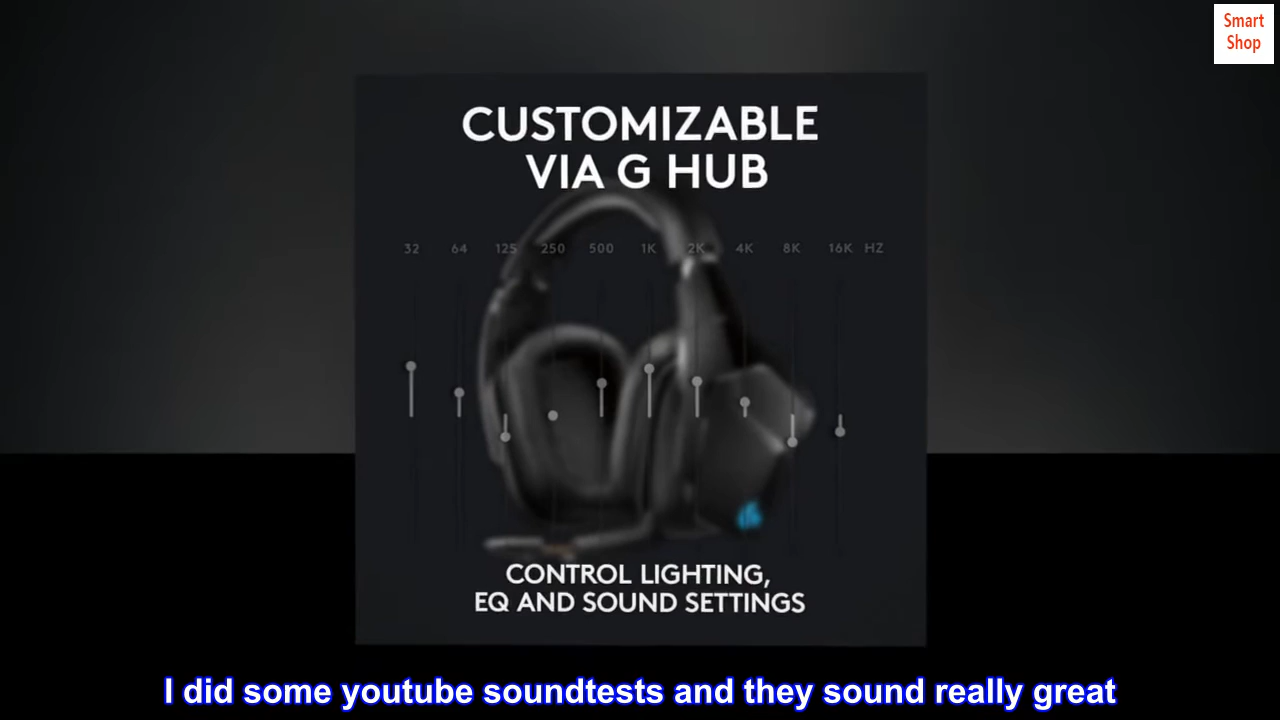 Smart
Shop
CUSTOMIZABLE
VIA G HUB
32 64 125 250 500 1K 2K 4K 8K 16K HZ
CONTROL LIGHTING,
EQ AND SOUND SETTINGS
I did some youtube soundtests and they sound really great